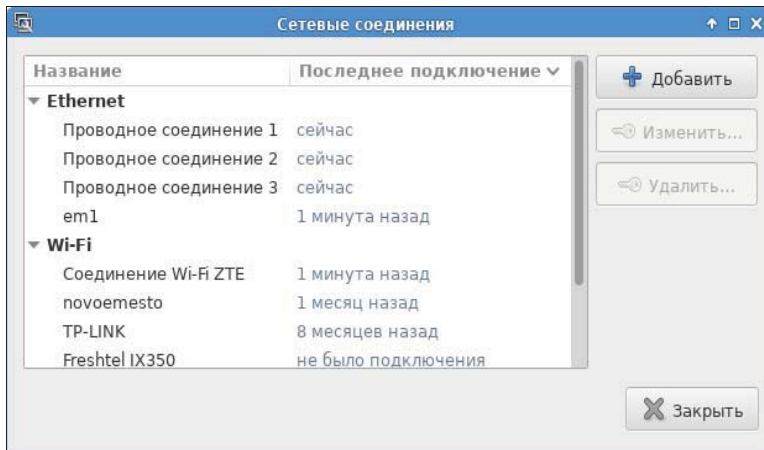 Сетевые соединения
Название Последнее подключение
Ethernet
Проводное соединение 1 сейчас
Проводное соединение 2 сейчас
Проводное соединение 3 сейчас
em1 1 минута назад
Wi-Fi
Соединение Wi-Fi ZTE 1 минута назад
novoemesto 1 месяц назад
TP-LINK 8 месяцев назад
Freshtel IX350 не было подключения
Добавить
Изменить...
Удалить...
Закрыть